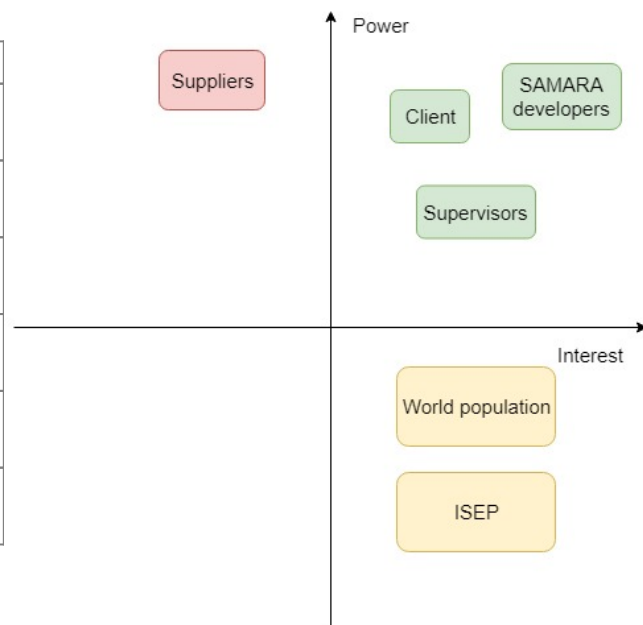 Power
Suppliers
SAMARA
developers
Client
Supervisors
Interest
World population
ISEP